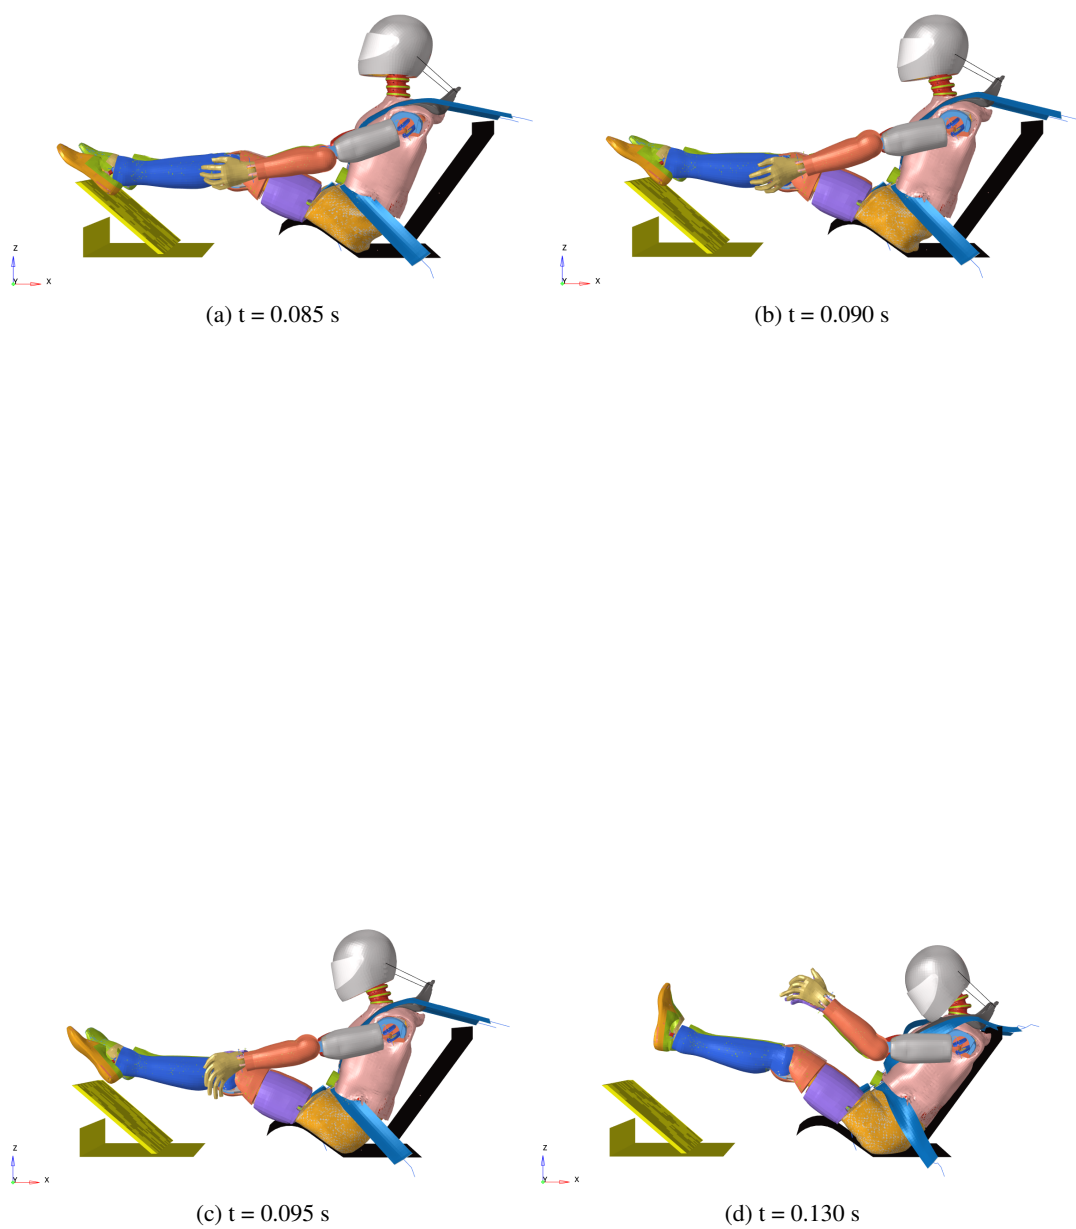 z
Y
x
(a) t = 0.085 s
z
Y
x
(b) t = 0.090 s
z
Y
x
(c) t = 0.095 s
z
Y
x
(d) t = 0.130 s